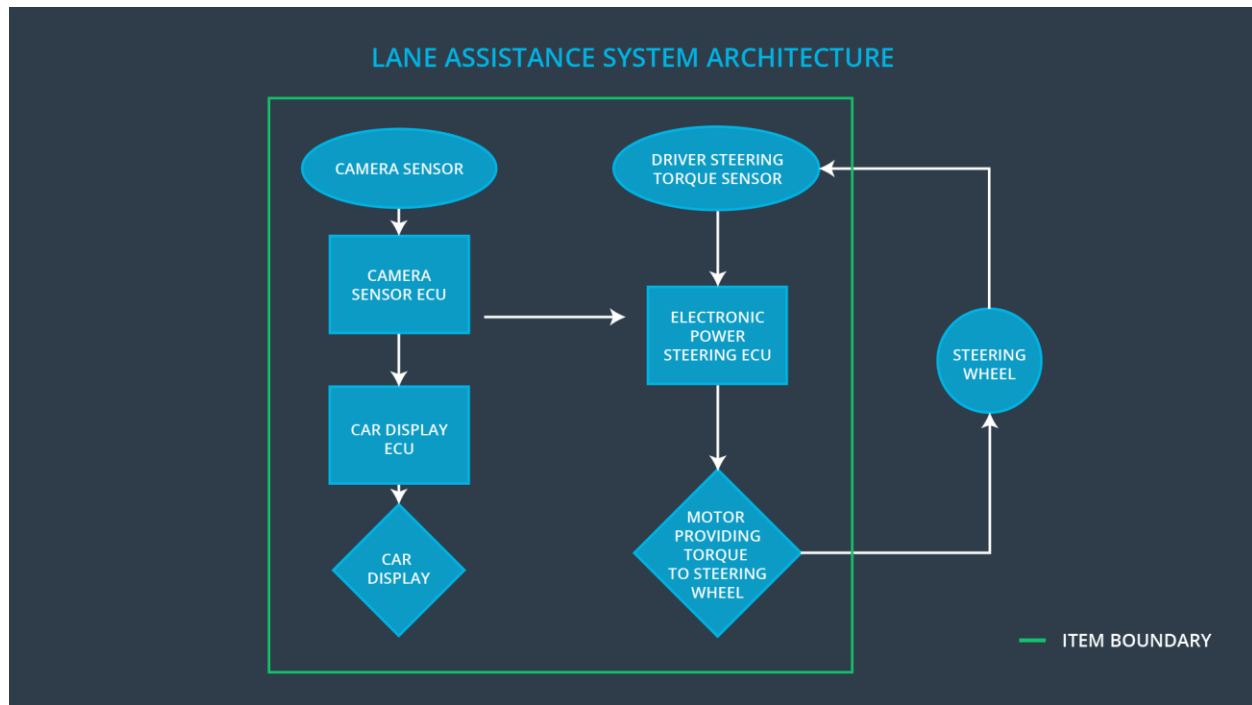 LANE ASSISTANCE SYSTEM ARCHITECTURE
CAMERA SENSOR
CAMERA
SENSOR ECU
CAR DISPLAY
ECU
CAR
DISPLAY
DRIVER STEERING
TORQUE SENSOR
ELECTRONIC
POWER
STEERING ECU
MOTOR
PROVIDING
TORQUE
TO STEERING
WHEEL
STEERING
WHEEL
ITEM BOUNDARY